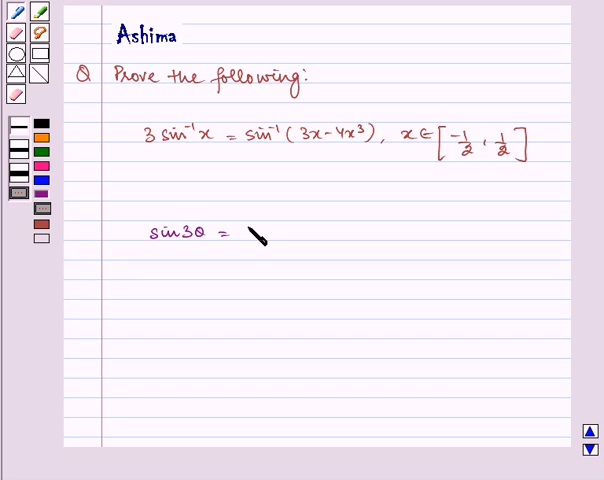 Ashima
Q Prove the following:
3 sin⁻¹x = sin⁻¹(3x-4x³), x ∈ [-1/2, 1/2]
sin3θ =